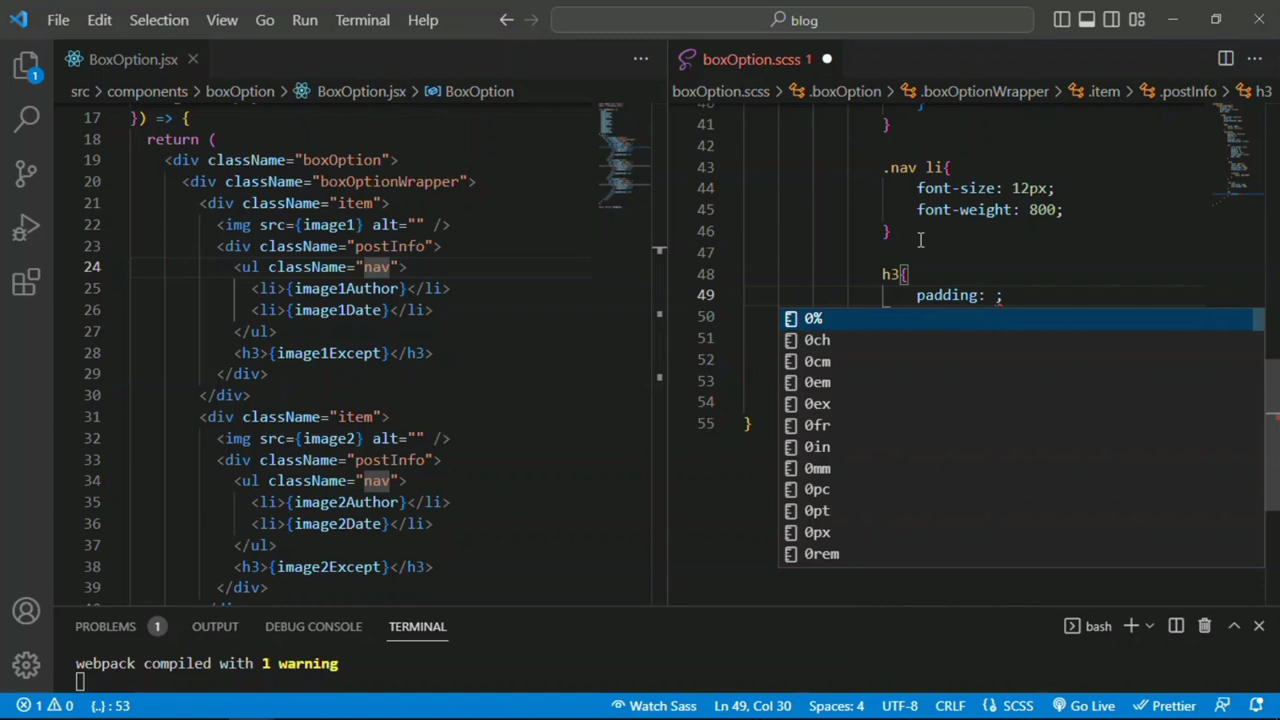 File Edit Selection View Go Run Terminal Help blog
BoxOption.jsx
src components boxOption BoxOption.jsx BoxOption
17 }) => {
18 return (
19 <div className="boxOption">
20 <div className="boxOptionWrapper">
21 <div className="item">
22 <img src={image1} alt="" />
23 <div className="postInfo">
24 <ul className="nav">
25 <li>{image1Author}</li>
26 <li>{image1Date}</li>
27 </ul>
28 <h3>{image1Except}</h3>
29 </div>
30 </div>
31 <div className="item">
32 <img src={image2} alt="" />
33 <div className="postInfo">
34 <ul className="nav">
35 <li>{image2Author}</li>
36 <li>{image2Date}</li>
37 </ul>
38 <h3>{image2Except}</h3>
39 </div>
boxOption.scss 1
boxOption.scss .boxOption .boxOptionWrapper .item .postInfo h3
40 }
41 }
42
43 .nav li{
44 font-size: 12px;
45 font-weight: 800;
46 }
47
48 h3{
49 padding: ;
50 0%
51 0ch
52 0cm
53 0em
54 0ex
55 } 0fr
0in
0mm
0pc
0pt
0px
0rem
PROBLEMS 1 OUTPUT DEBUG CONSOLE TERMINAL bash
webpack compiled with 1 warning
1 0 {..} : 53 Watch Sass Ln 49, Col 30 Spaces: 4 UTF-8 CRLF SCSS Go Live Prettier
1